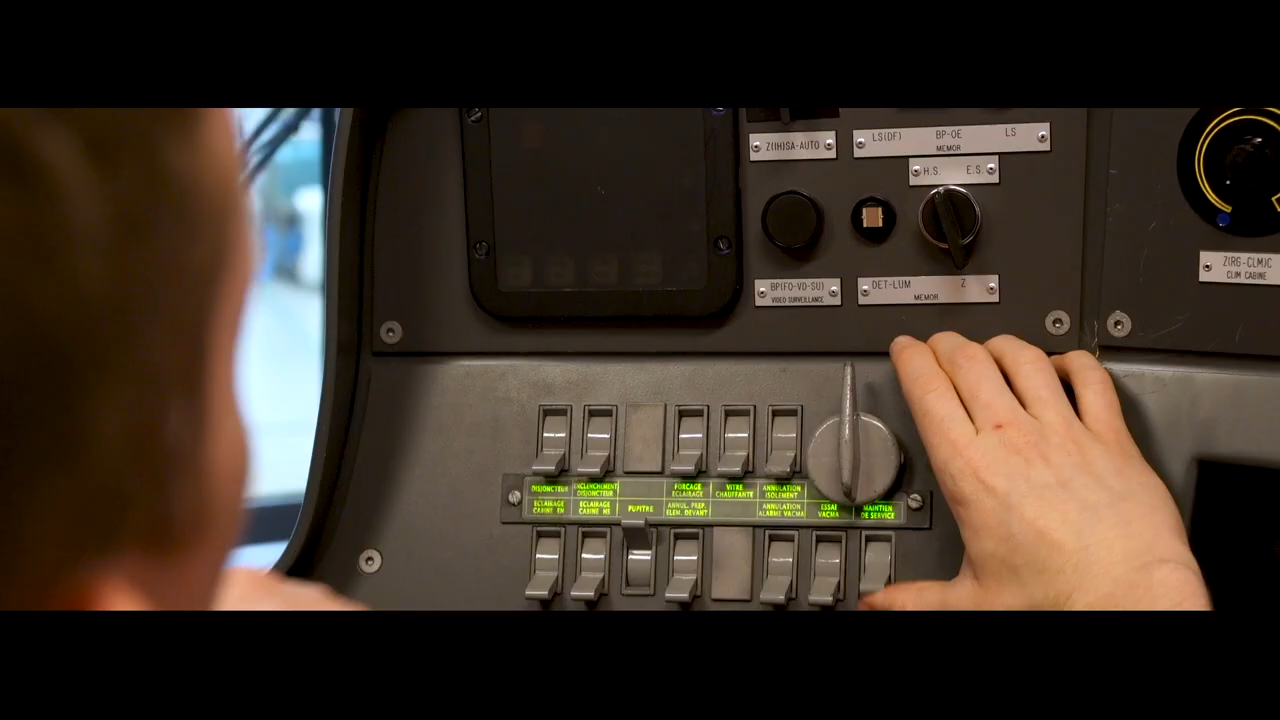 Z(IH)SA-AUTO
LS(DF) BP-OE LS
MEMOR
H.S. E.S.
BP(FO-VD-SU)
VIDEO SURVEILLANCE
DET-LUM Z
MEMOR
Z(RG-CLM)C
CLIM CABINE
DISJONCTEUR
ENCLENCHEMENT
DISJONCTEUR
FORCAGE
ECLAIRAGE
VITRE
CHAUFFANTE
ANNULATION
ISOLEMENT
ECLAIRAGE
CABINE EN
ECLAIRAGE
CABINE HS
PUPITRE
ANNUL. PREP.
ELEM. DEVANT
ANNULATION
ALARME VACMA
ESSAI
VACMA
MAINTIEN
DE SERVICE